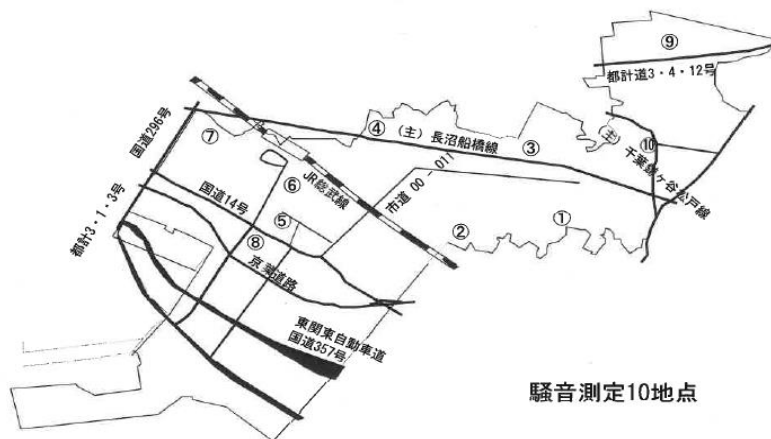 ⑨
都計道3・4・12号
国道296号
⑦
④
(主)長沼船橋線
③
⑩
(主)千葉鎌ヶ谷松戸線
⑥
JR総武線
市道00-011
都計3・1・3号
国道14号
⑤
②
①
⑧
京葉道路
東関東自動車道
国道357号
騒音測定10地点